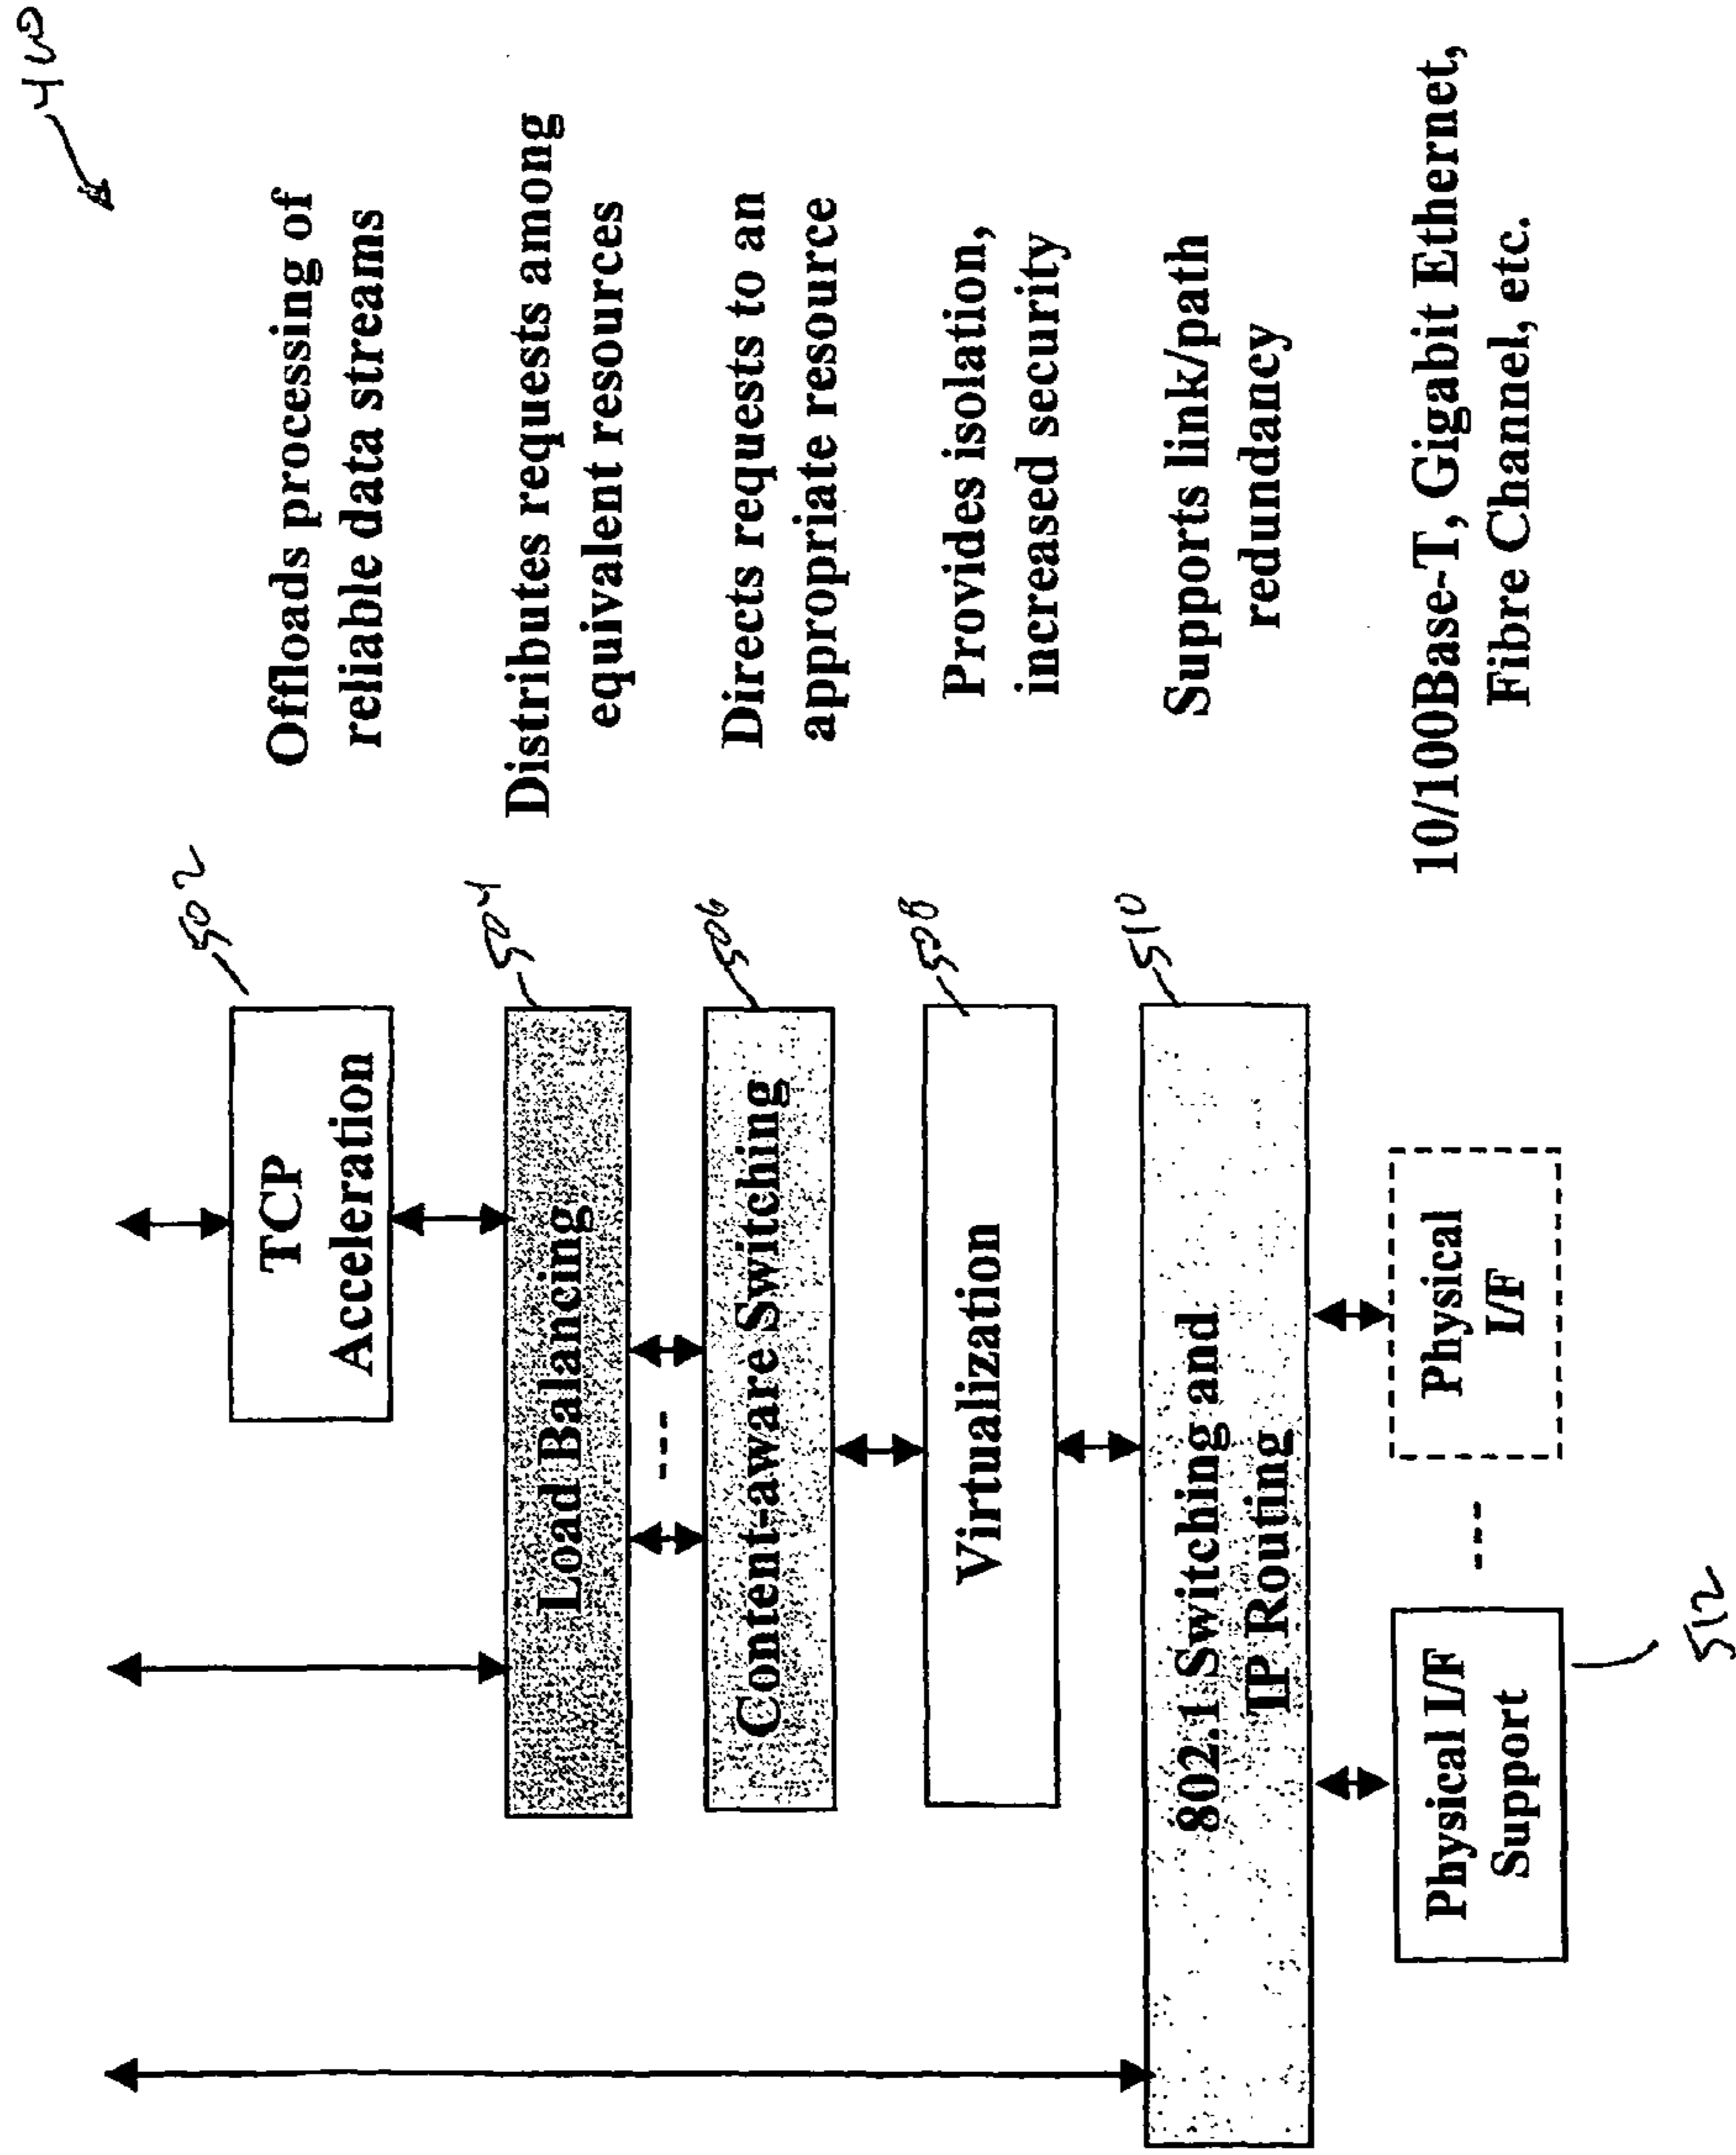 400
502
TCP
Acceleration
Offloads processing of
reliable data streams
504
Load Balancing
Distributes requests among
equivalent resources
506
Content-aware Switching
Directs requests to an
appropriate resource
508
Virtualization
Provides isolation,
increased security
510
802.1 Switching and
IP Routing
Supports link/path
redundancy
Physical I/F
Support
Physical
I/F
10/100Base-T, Gigabit Ethernet,
Fibre Channel, etc.
512